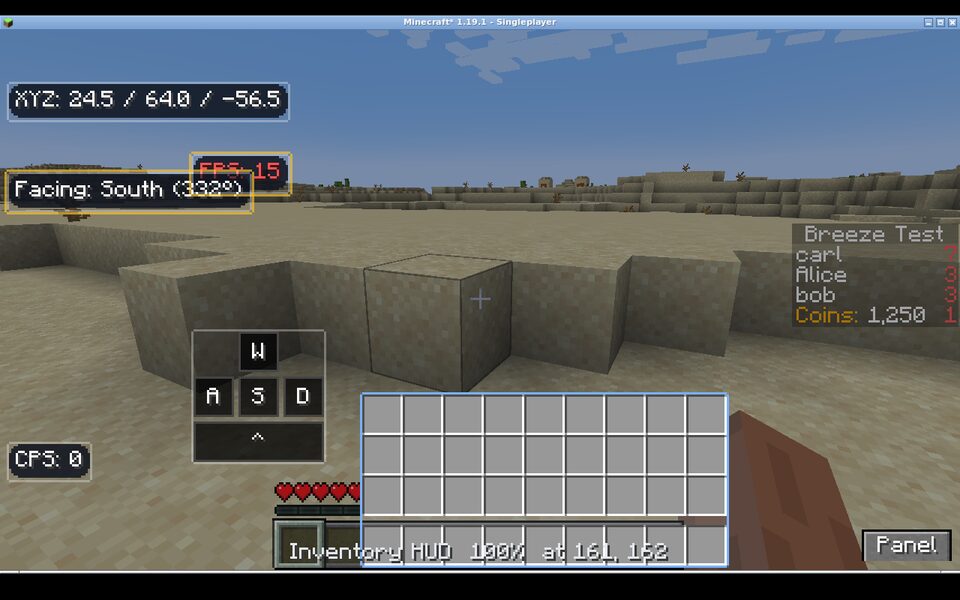 Minecraft* 1.19.1 - Singleplayer
XYZ: 24.5 / 64.0 / -56.5
FPS: 15
Facing: South (332°)
Breeze Test
carl 7
Alice 3
bob 3
Coins: 1,250 1
W
A S D
^
CPS: 0
Inventory HUD 100% at 161, 162
Panel